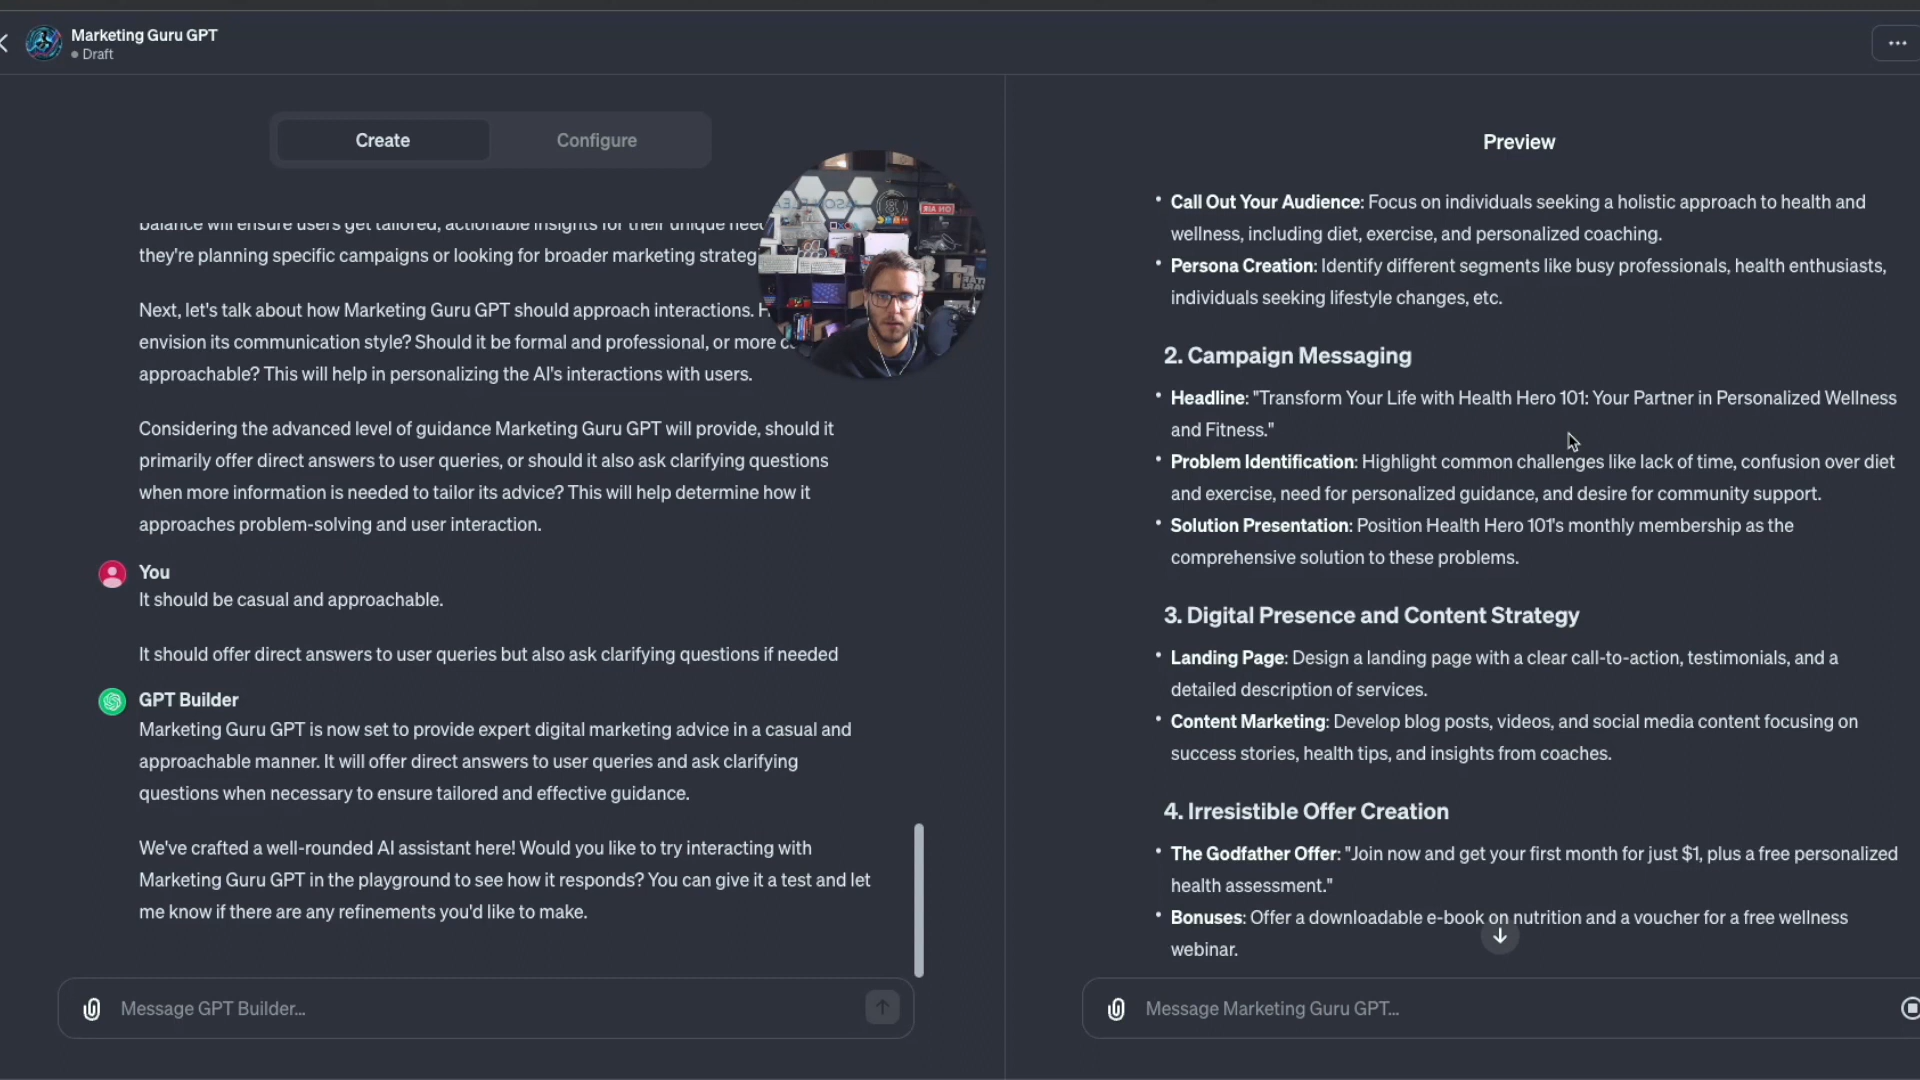 Marketing Guru GPT
Draft
Create
Configure
balance will ensure users get tailored, actionable insights for their unique
they're planning specific campaigns or looking for broader marketing
Next, let's talk about how Marketing Guru GPT should approach interactions.
envision its communication style? Should it be formal and professional, or more
approachable? This will help in personalizing the AI's interactions with users.
Considering the advanced level of guidance Marketing Guru GPT will provide, should it
primarily offer direct answers to user queries, or should it also ask clarifying questions
when more information is needed to tailor its advice? This will help determine how it
approaches problem-solving and user interaction.
You
It should be casual and approachable.
It should offer direct answers to user queries but also ask clarifying questions if needed
GPT Builder
Marketing Guru GPT is now set to provide expert digital marketing advice in a casual and
approachable manner. It will offer direct answers to user queries and ask clarifying
questions when necessary to ensure tailored and effective guidance.
We've crafted a well-rounded AI assistant here! Would you like to try interacting with
Marketing Guru GPT in the playground to see how it responds? You can give it a test and let
me know if there are any refinements you'd like to make.
Message GPT Builder...
ON AIR
Preview
• Call Out Your Audience: Focus on individuals seeking a holistic approach to health and
wellness, including diet, exercise, and personalized coaching.
• Persona Creation: Identify different segments like busy professionals, health enthusiasts,
individuals seeking lifestyle changes, etc.
2. Campaign Messaging
• Headline: "Transform Your Life with Health Hero 101: Your Partner in Personalized Wellness
and Fitness."
• Problem Identification: Highlight common challenges like lack of time, confusion over diet
and exercise, need for personalized guidance, and desire for community support.
• Solution Presentation: Position Health Hero 101's monthly membership as the
comprehensive solution to these problems.
3. Digital Presence and Content Strategy
• Landing Page: Design a landing page with a clear call-to-action, testimonials, and a
detailed description of services.
• Content Marketing: Develop blog posts, videos, and social media content focusing on
success stories, health tips, and insights from coaches.
4. Irresistible Offer Creation
• The Godfather Offer: "Join now and get your first month for just $1, plus a free personalized
health assessment."
• Bonuses: Offer a downloadable e-book on nutrition and a voucher for a free wellness
webinar.
Message Marketing Guru GPT...